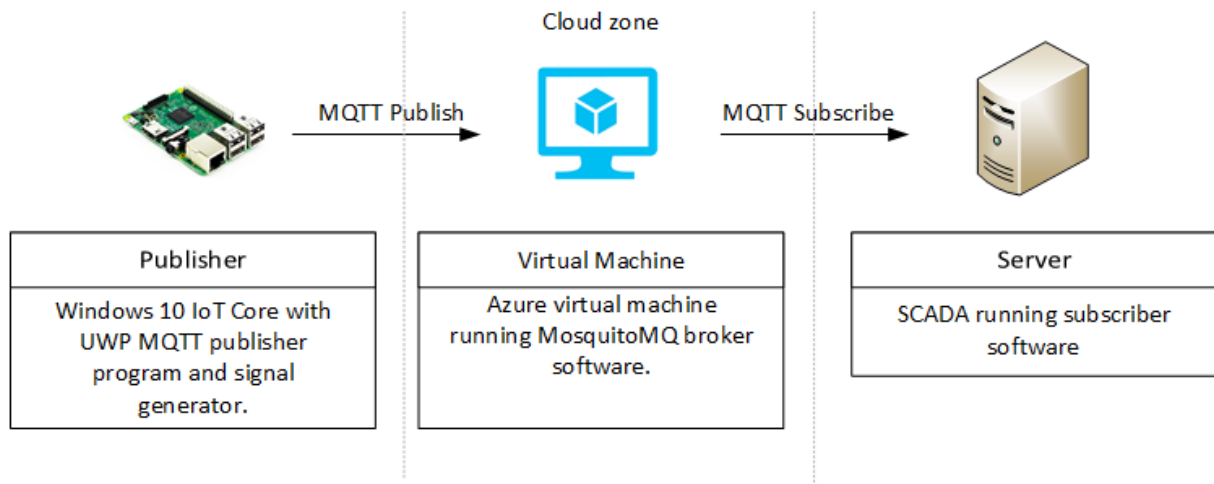 Cloud zone
MQTT Publish
MQTT Subscribe
Publisher
Windows 10 IoT Core with
UWP MQTT publisher
program and signal
generator.
Virtual Machine
Azure virtual machine
running MosquitoMQ broker
software.
Server
SCADA running subscriber
software